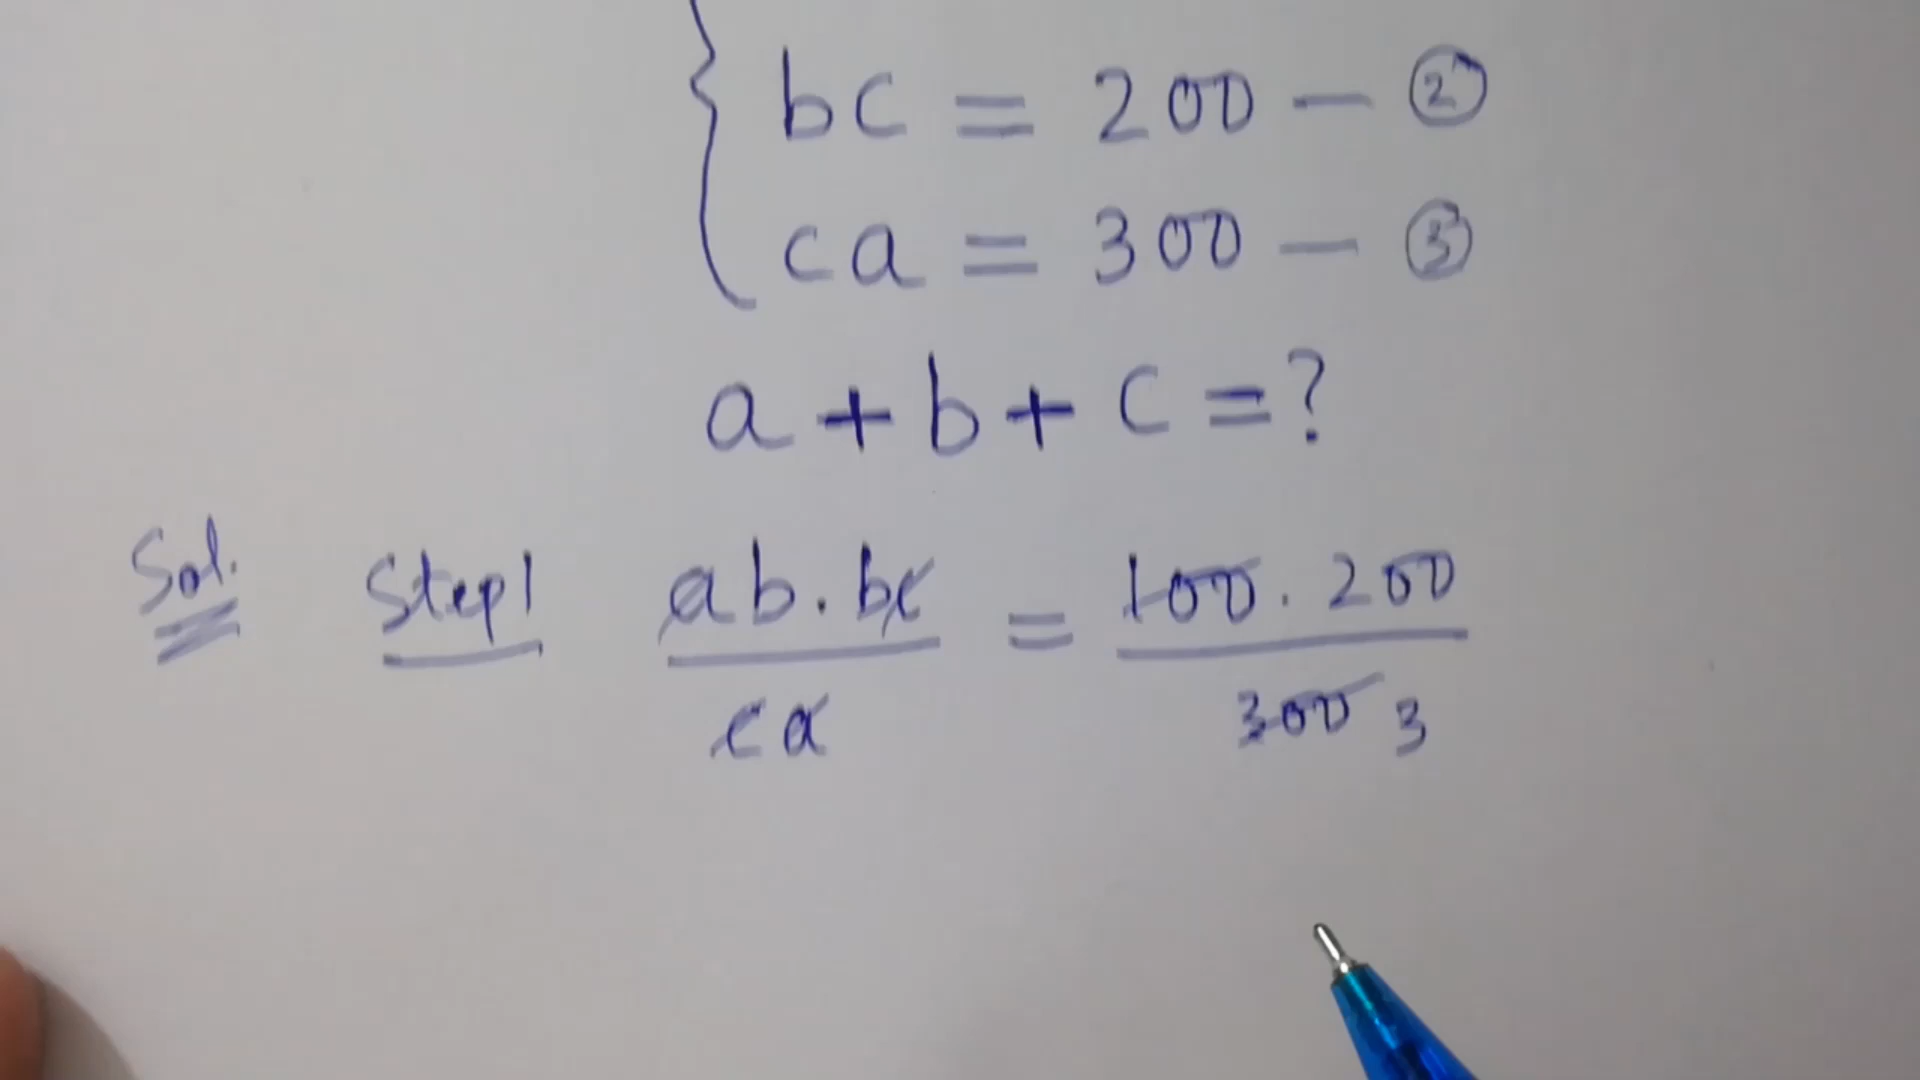 bc = 200 — ②
ca = 300 — ③
a + b + c = ?
Sol. Step1 ab.bc = 100.200
ca 300 3